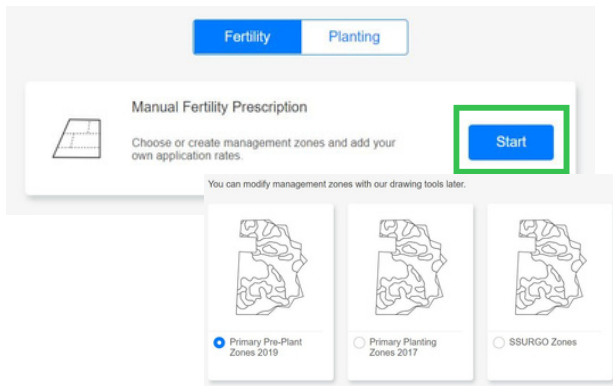 Fertility Planting
Manual Fertility Prescription
Choose or create management zones and add your
own application rates.
Start
You can modify management zones with our drawing tools later.
Primary Pre-Plant
Zones 2019
Primary Planting
Zones 2017
SSURGO Zones